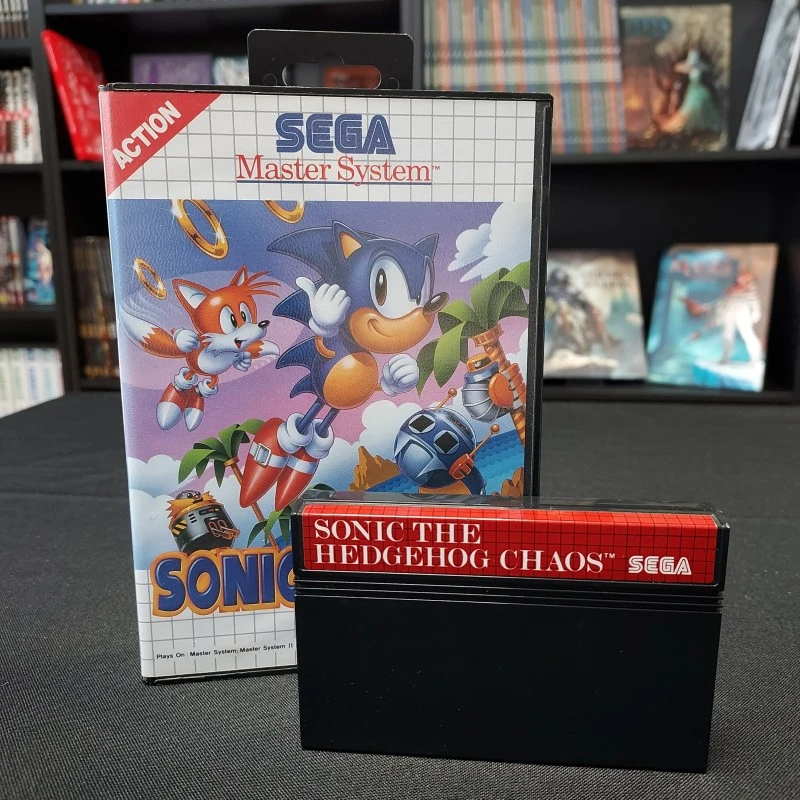 ACTION
SEGA
Master System™
SONIC
Plays On: Master System, Master System II
SONIC THE
HEDGEHOG CHAOS™ SEGA